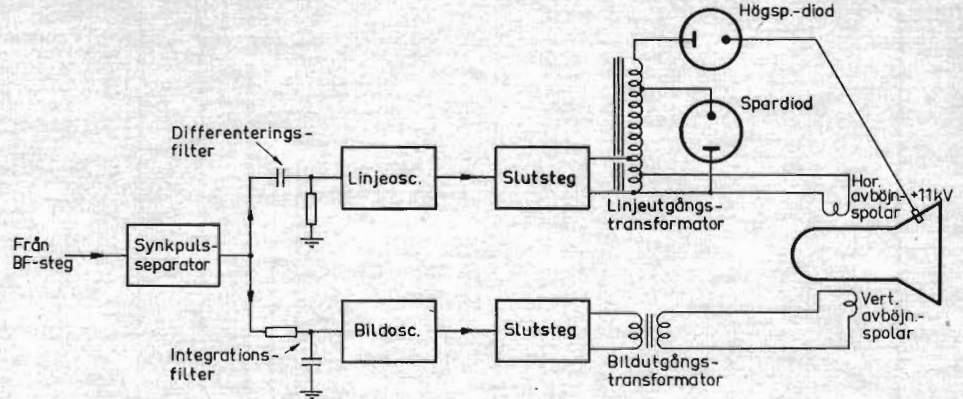 Högsp.-diod
Spardiod
Differenterings-
filter
Linjeosc.
Slutsteg
Linjeutgångs-
transformator
Hor.
avböjn.-
spolar
+11kV
Från
BF-steg
Synkpuls-
separator
Integrations-
filter
Bildosc.
Slutsteg
Bildutgångs-
transformator
Vert.
avböjn.-
spolar